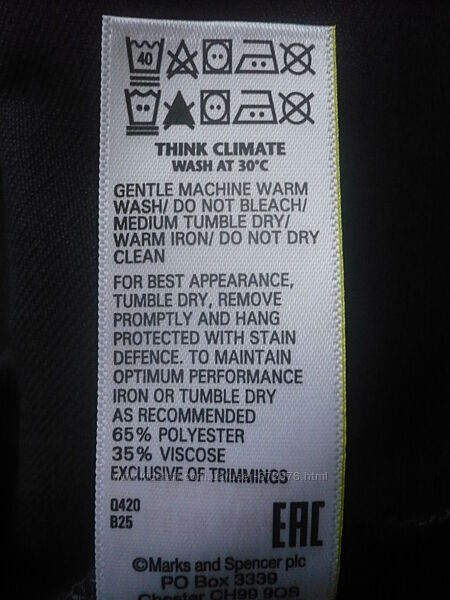 40
THINK CLIMATE
WASH AT 30°C
GENTLE MACHINE WARM
WASH/ DO NOT BLEACH/
MEDIUM TUMBLE DRY/
WARM IRON/ DO NOT DRY
CLEAN
FOR BEST APPEARANCE,
TUMBLE DRY, REMOVE
PROMPTLY AND HANG
PROTECTED WITH STAIN
DEFENCE. TO MAINTAIN
OPTIMUM PERFORMANCE
IRON OR TUMBLE DRY
AS RECOMMENDED
65% POLYESTER
35% VISCOSE
EXCLUSIVE OF TRIMMINGS
Q420
B25
EAC
©Marks and Spencer plc
PO Box 3339
Chester CH99 9QS